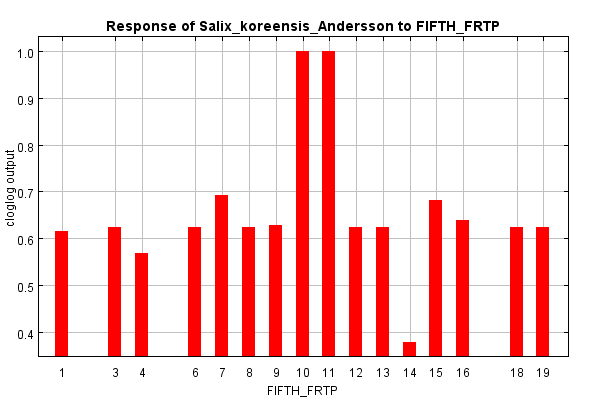 Response of Salix_koreensis_Andersson to FIFTH_FRTP
1.0
0.9
0.8
0.7
0.6
0.5
0.4
cloglog output
1 3 4 6 7 8 9 10 11 12 13 14 15 16 18 19
FIFTH_FRTP